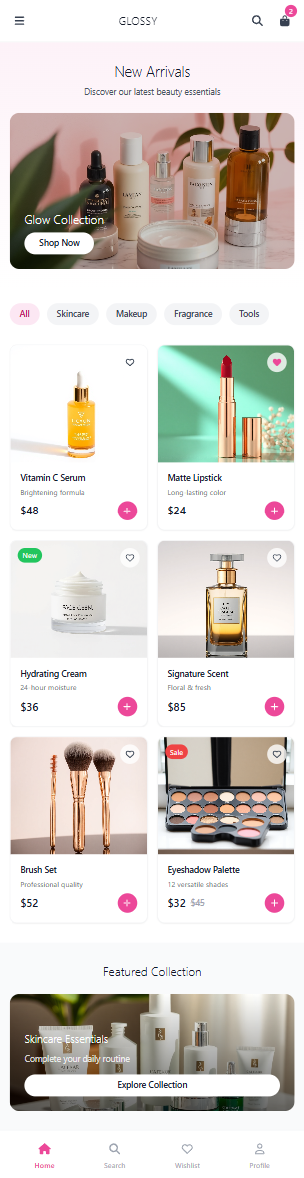 GLOSSY
2
New Arrivals
Discover our latest beauty essentials
Glow Collection
Shop Now
All
Skincare
Makeup
Fragrance
Tools
Vitamin C Serum
Brightening formula
$48
Matte Lipstick
Long-lasting color
$24
New
Hydrating Cream
24-hour moisture
$36
Signature Scent
Floral & fresh
$85
Brush Set
Professional quality
$52
Sale
Eyeshadow Palette
12 versatile shades
$32 $45
Featured Collection
Skincare Essentials
Complete your daily routine
Explore Collection
Home
Search
Wishlist
Profile